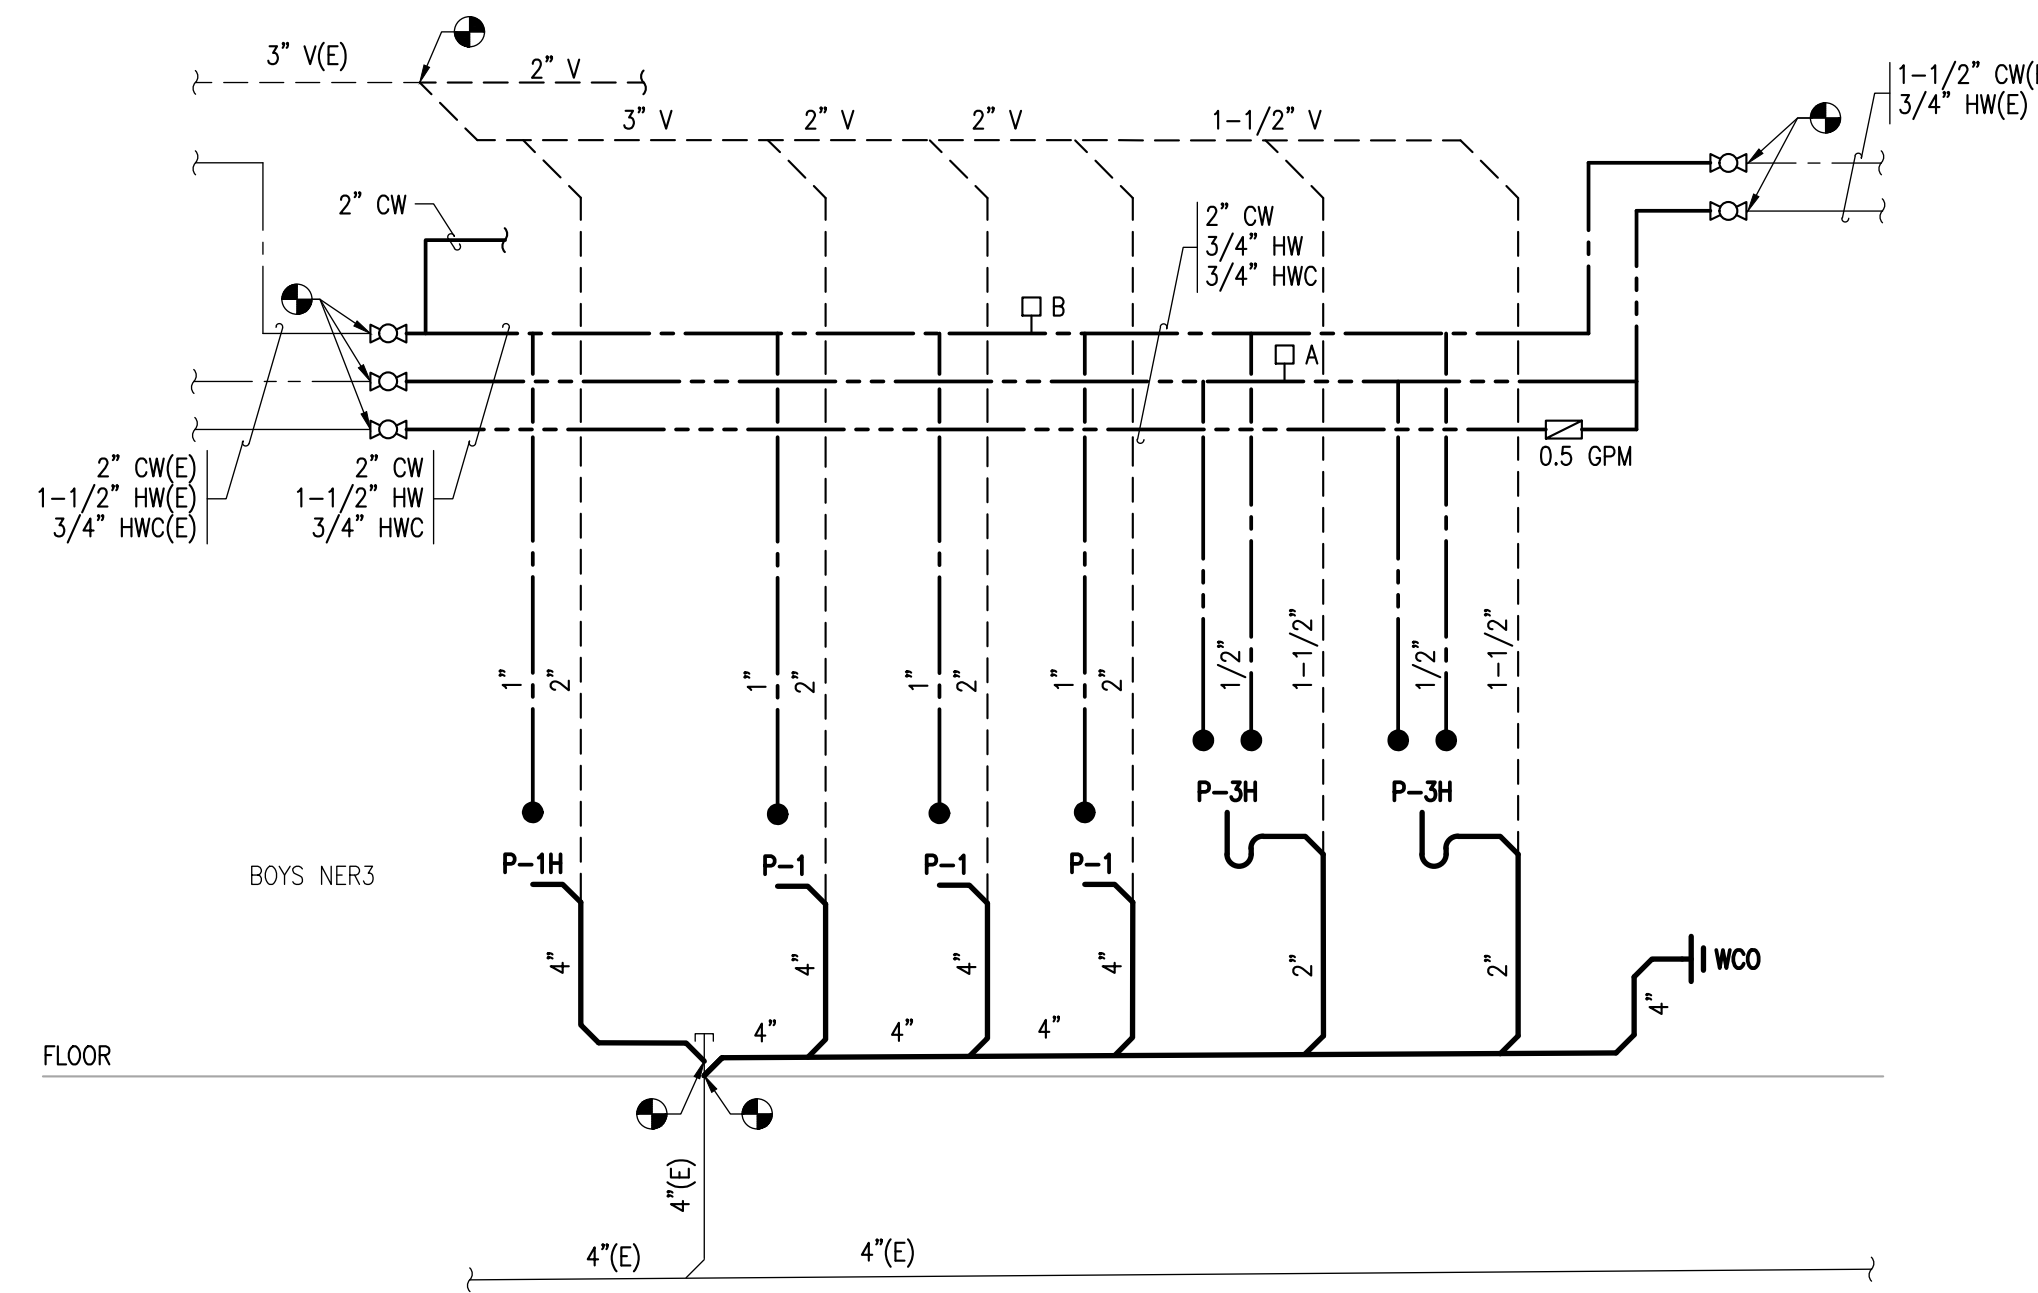 3” V(E)
2” V
1-1/2” CW(
3/4” HW(E)
3” V
2” V
2” V
1-1/2” V
2” CW
2” CW
3/4” HW
3/4” HWC
B
A
0.5 GPM
2” CW(E)
1-1/2” HW(E)
3/4” HWC(E)
2” CW
1-1/2” HW
3/4” HWC
1”
2”
1”
2”
1”
2”
1”
2”
1/2”
1-1/2”
1/2”
1-1/2”
P-3H
P-3H
P-1H
P-1
P-1
P-1
BOYS NER3
4”
4”
4”
4”
2”
2”
WCO
4”
4”
4”
4”
FLOOR
4”(E)
4”(E)
4”(E)